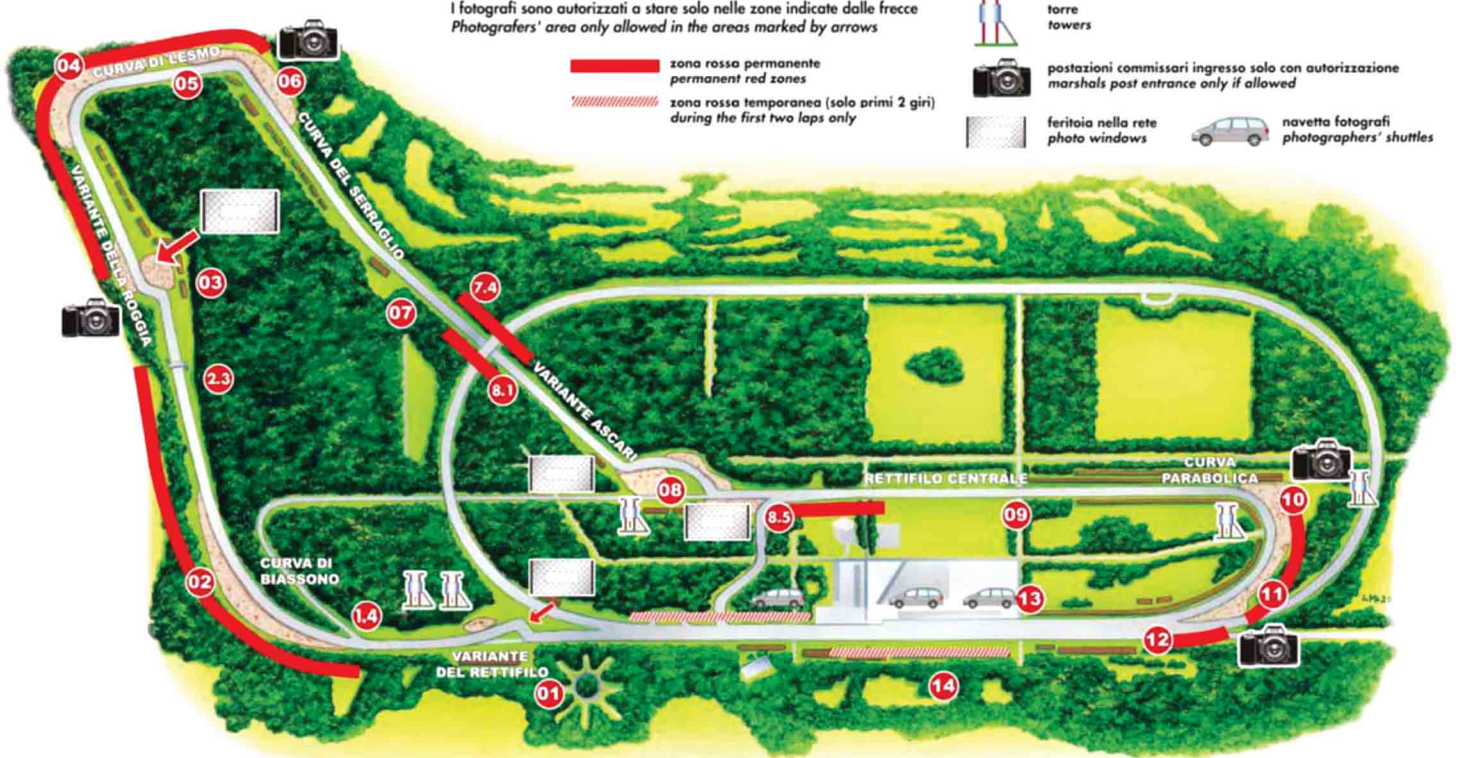 I fotografi sono autorizzati a stare solo nelle zone indicate dalle frecce
Photografers' area only allowed in the areas marked by arrows
zona rossa permanente
permanent red zones
zona rossa temporanea (solo primi 2 giri)
during the first two laps only
torre
towers
postazioni commissari ingresso solo con autorizzazione
marshals post entrance only if allowed
feritoia nella rete
photo windows
navetta fotografi
photographers' shuttles
04
CURVA DI LESMO
05
06
CURVA DEL SERRAGLIO
VARIANTE DELLA ROGGIA
03
07
7.4
2.3
8.1
VARIANTE ASCARI
08
RETTIFILO CENTRALE
CURVA
PARABOLICA
8.5
09
10
CURVA DI
BIASSONO
02
1.4
13
11
12
VARIANTE
DEL RETTIFILO
01
14